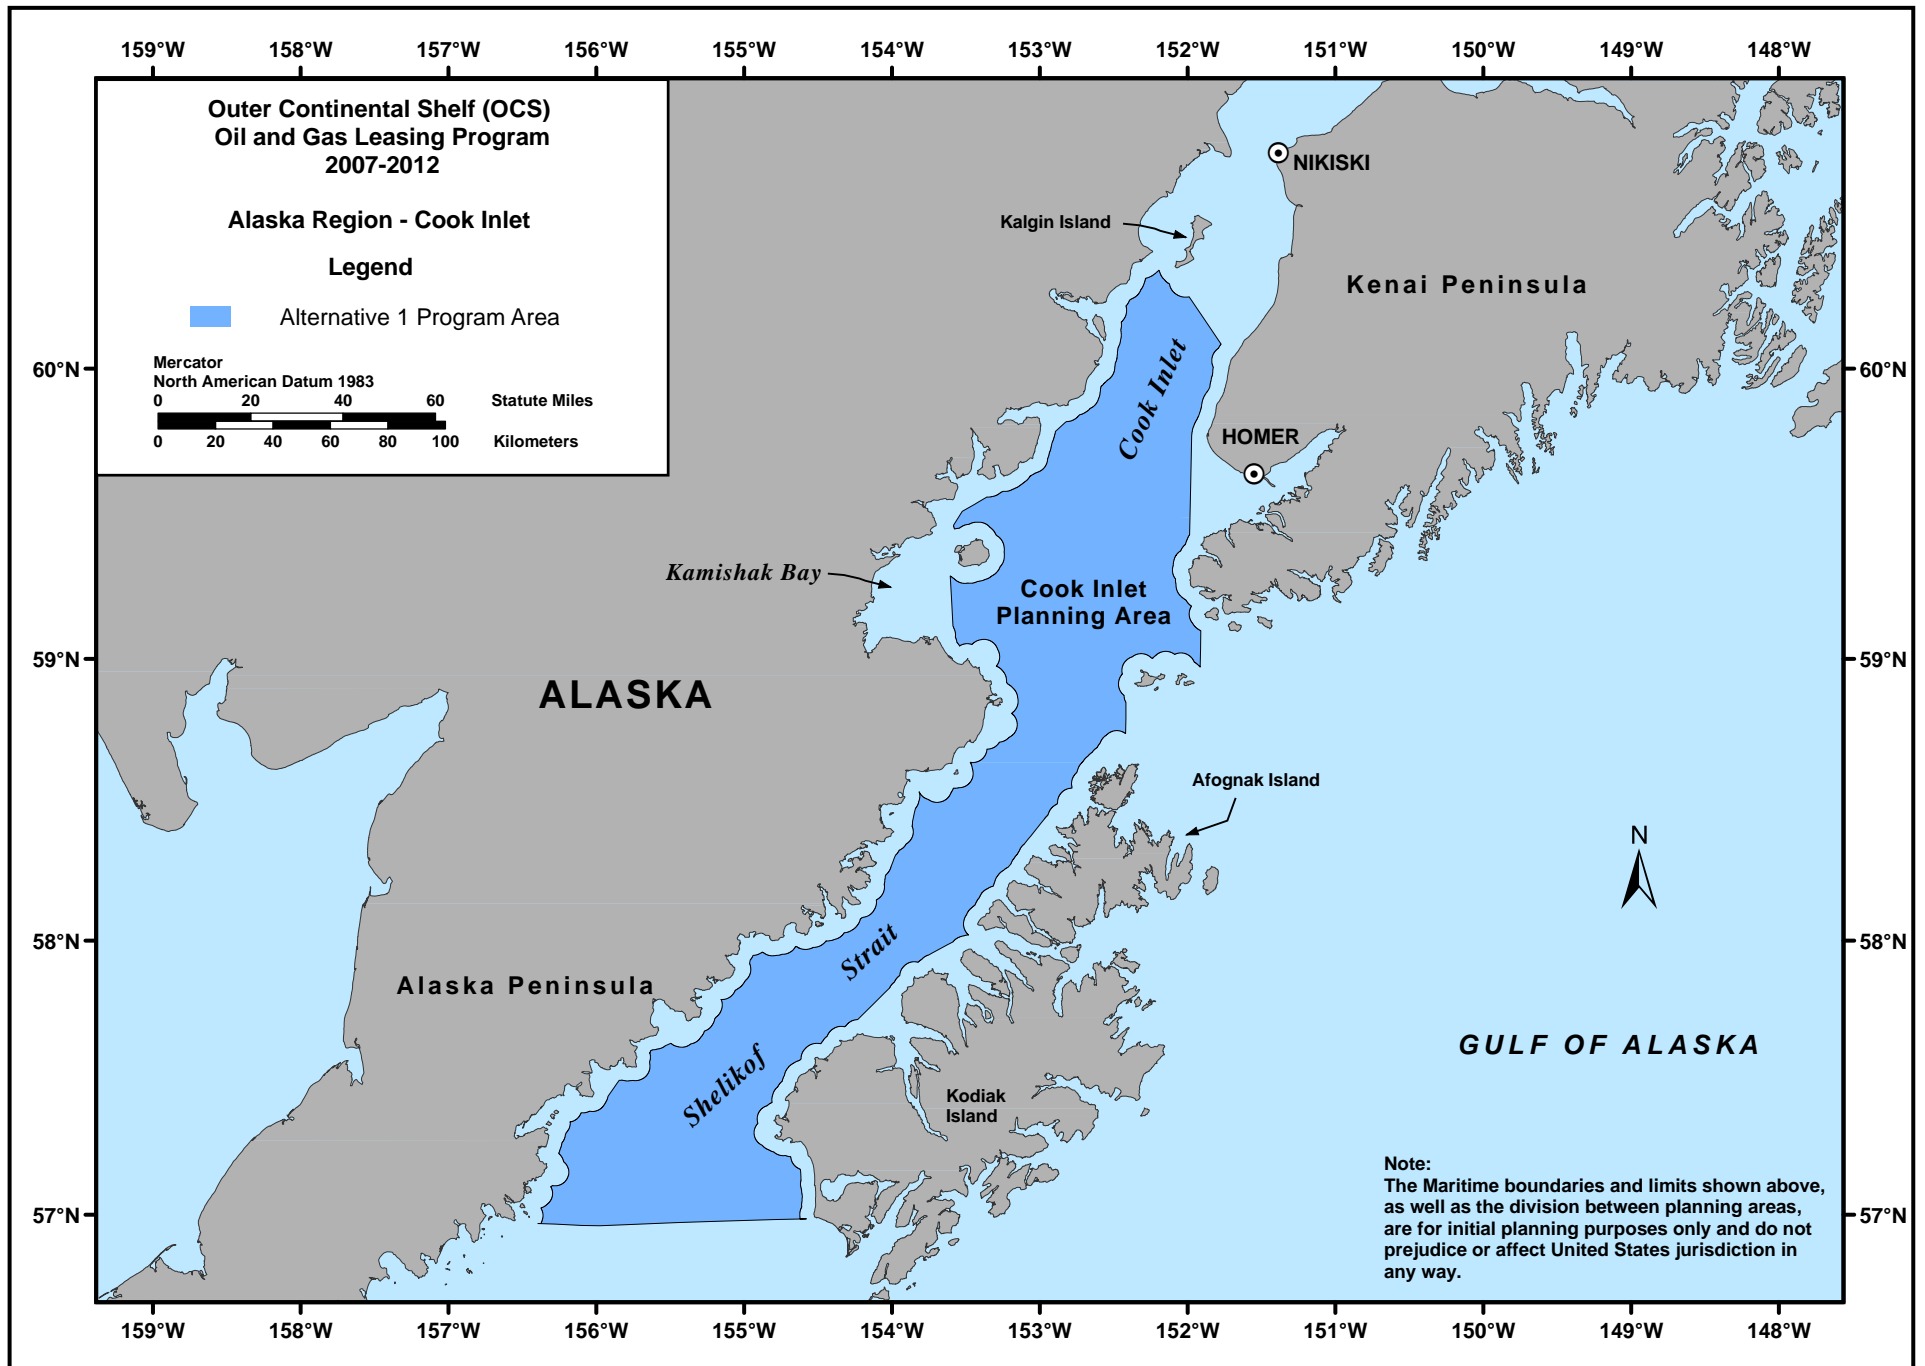 159°W 158°W 157°W 156°W 155°W 154°W 153°W 152°W 151°W 150°W 149°W 148°W
Outer Continental Shelf (OCS)
Oil and Gas Leasing Program
2007-2012
Alaska Region - Cook Inlet
Legend
Alternative 1 Program Area
Mercator
North American Datum 1983
0 20 40 60 Statute Miles
0 20 40 60 80 100 Kilometers
NIKISKI
Kalgin Island
Kenai Peninsula
60°N 60°N
Cook Inlet
HOMER
Kamishak Bay
Cook Inlet
Planning Area
59°N 59°N
ALASKA
Afognak Island
N
58°N 58°N
Shelikof Strait
Alaska Peninsula
GULF OF ALASKA
Kodiak
Island
57°N 57°N
Note:
The Maritime boundaries and limits shown above,
as well as the division between planning areas,
are for initial planning purposes only and do not
prejudice or affect United States jurisdiction in
any way.
159°W 158°W 157°W 156°W 155°W 154°W 153°W 152°W 151°W 150°W 149°W 148°W